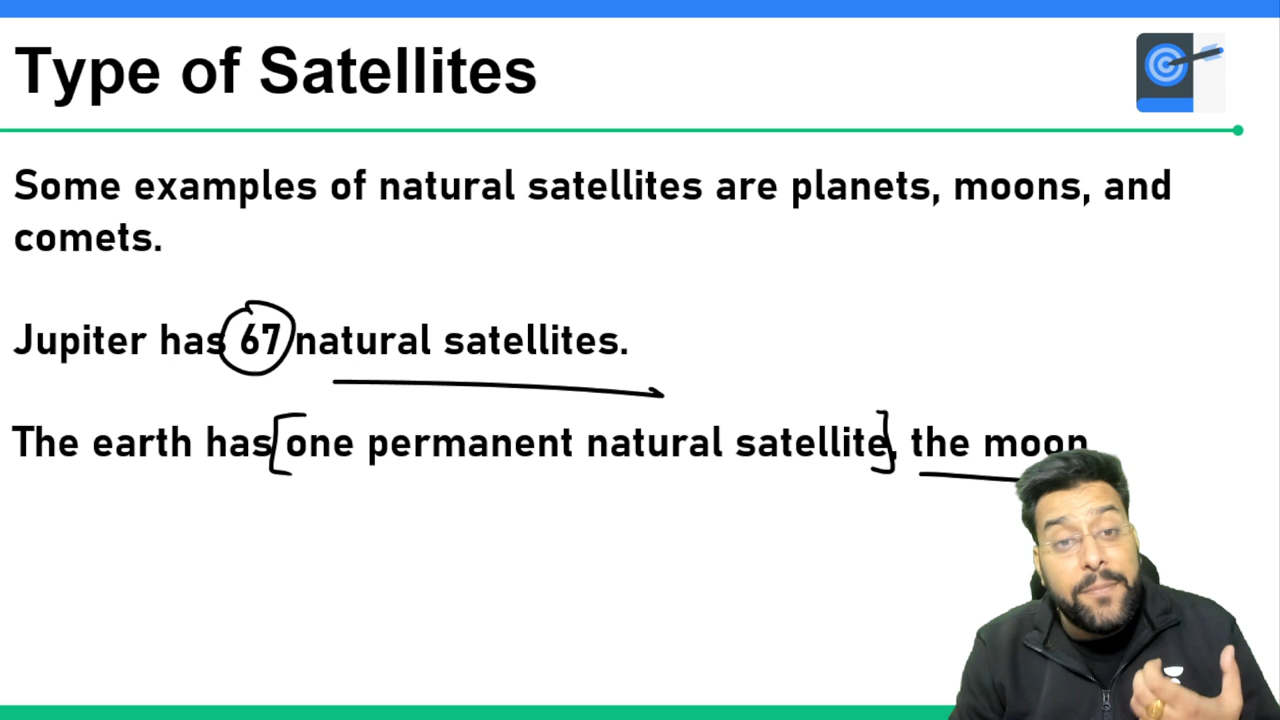 Type of Satellites
Some examples of natural satellites are planets, moons, and
comets.
Jupiter has 67 natural satellites.
The earth has one permanent natural satellite, the moon